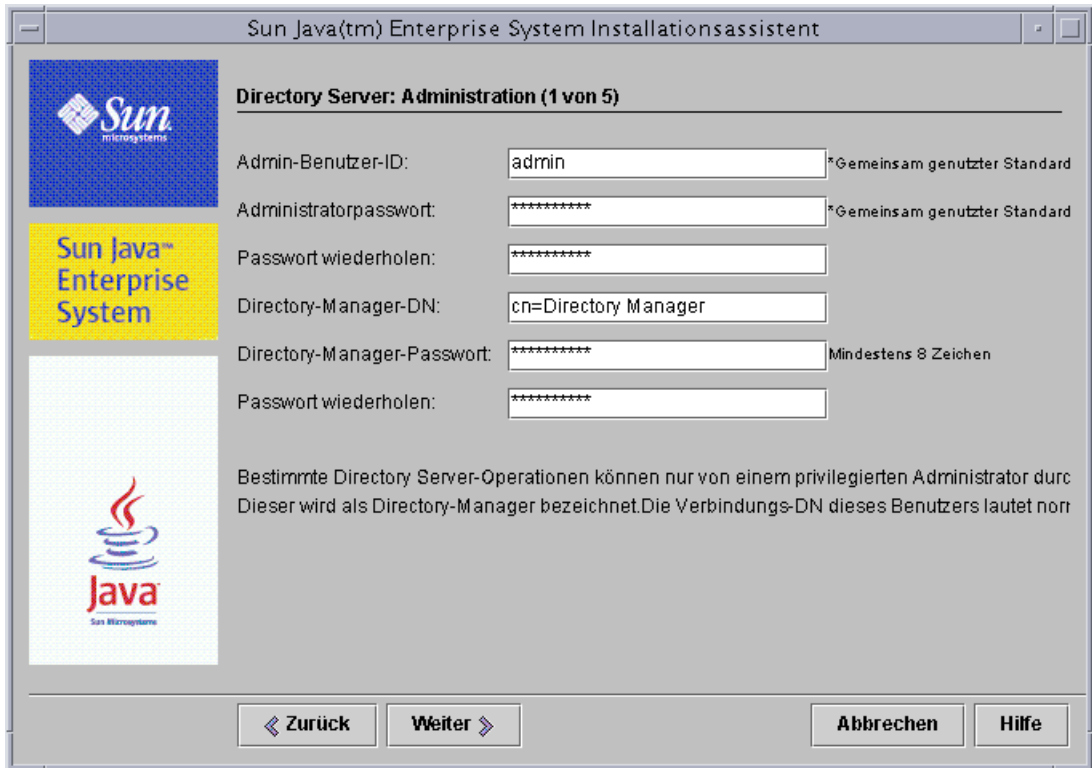 Sun Java(tm) Enterprise System Installationsassistent
Sun
microsystems
Sun Java™
Enterprise
System
Java
Sun Microsystems
Directory Server: Administration (1 von 5)
Admin-Benutzer-ID: admin *Gemeinsam genutzter Standard
Administratorpasswort: ********** *Gemeinsam genutzter Standard
Passwort wiederholen: **********
Directory-Manager-DN: cn=Directory Manager
Directory-Manager-Passwort: ********** Mindestens 8 Zeichen
Passwort wiederholen: **********
Bestimmte Directory Server-Operationen können nur von einem privilegierten Administrator durc
Dieser wird als Directory-Manager bezeichnet.Die Verbindungs-DN dieses Benutzers lautet
Zurück Weiter Abbrechen Hilfe